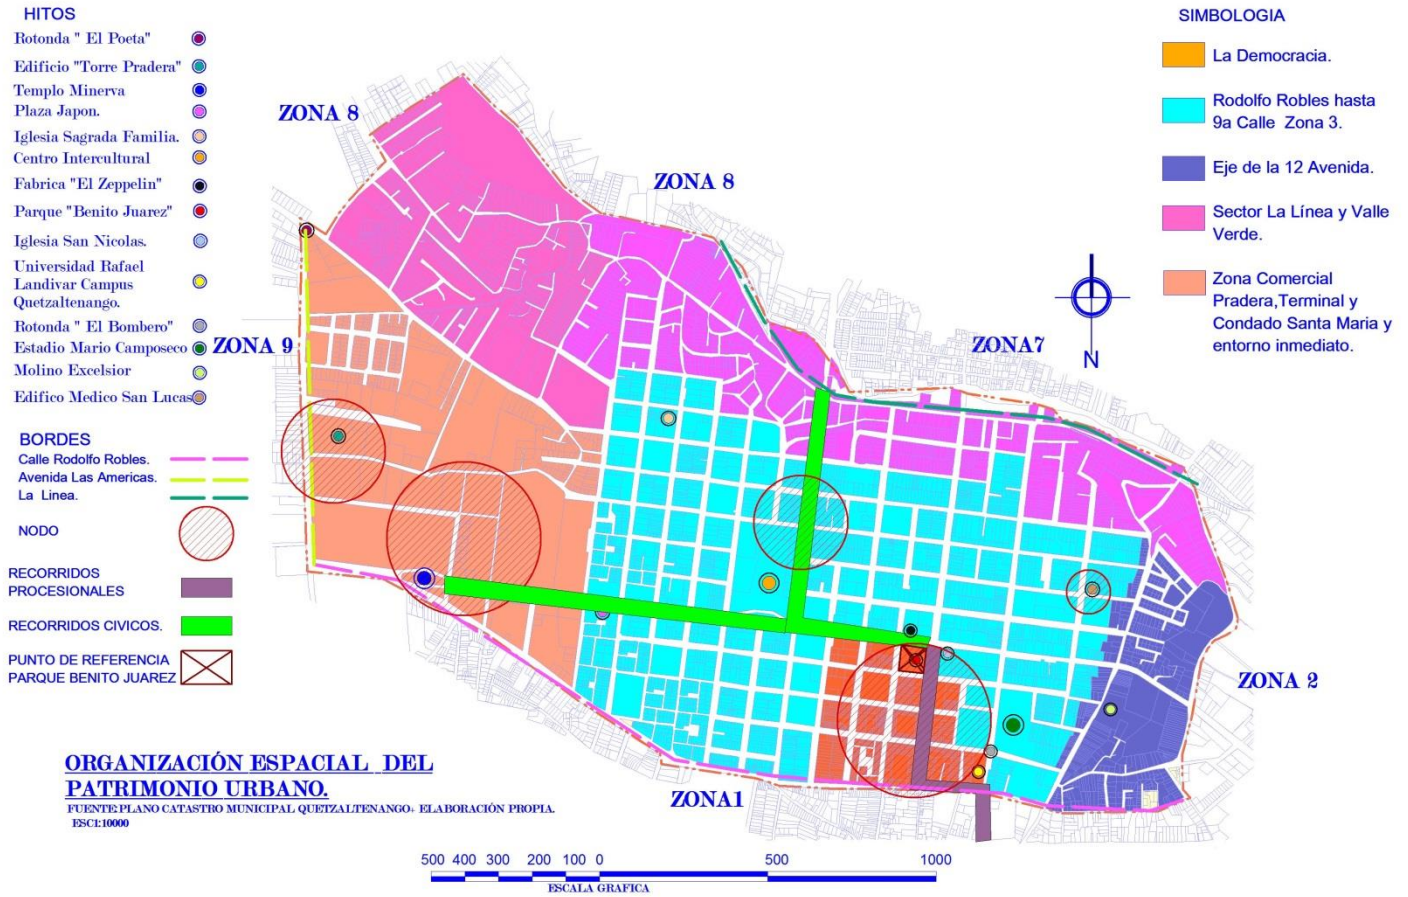 HITOS
Rotonda " El Poeta"
Edificio "Torre Pradera"
Templo Minerva
Plaza Japon.
Iglesia Sagrada Familia.
Centro Intercultural
Fabrica "El Zeppelin"
Parque "Benito Juarez"
Iglesia San Nicolas.
Universidad Rafael
Landivar Campus
Quetzaltenango.
Rotonda " El Bombero"
Estadio Mario Camposeco
Molino Excelsior
Edifico Medico San Lucas
BORDES
Calle Rodolfo Robles.
Avenida Las Americas.
La Linea.
NODO
RECORRIDOS
PROCESIONALES
RECORRIDOS CIVICOS.
PUNTO DE REFERENCIA
PARQUE BENITO JUAREZ
ZONA 8
ZONA 8
ZONA7
ZONA 9
ZONA 2
ZONA1
N
SIMBOLOGIA
La Democracia.
Rodolfo Robles hasta
9a Calle Zona 3.
Eje de la 12 Avenida.
Sector La Línea y Valle
Verde.
Zona Comercial
Pradera,Terminal y
Condado Santa Maria y
entorno inmediato.
ORGANIZACIÓN ESPACIAL DEL
PATRIMONIO URBANO.
FUENTE:PLANO CATASTRO MUNICIPAL QUETZALTENANGO+ ELABORACIÓN PROPIA.
ESC1:10000
500 400 300 200 100 0 500 1000
ESCALA GRAFICA